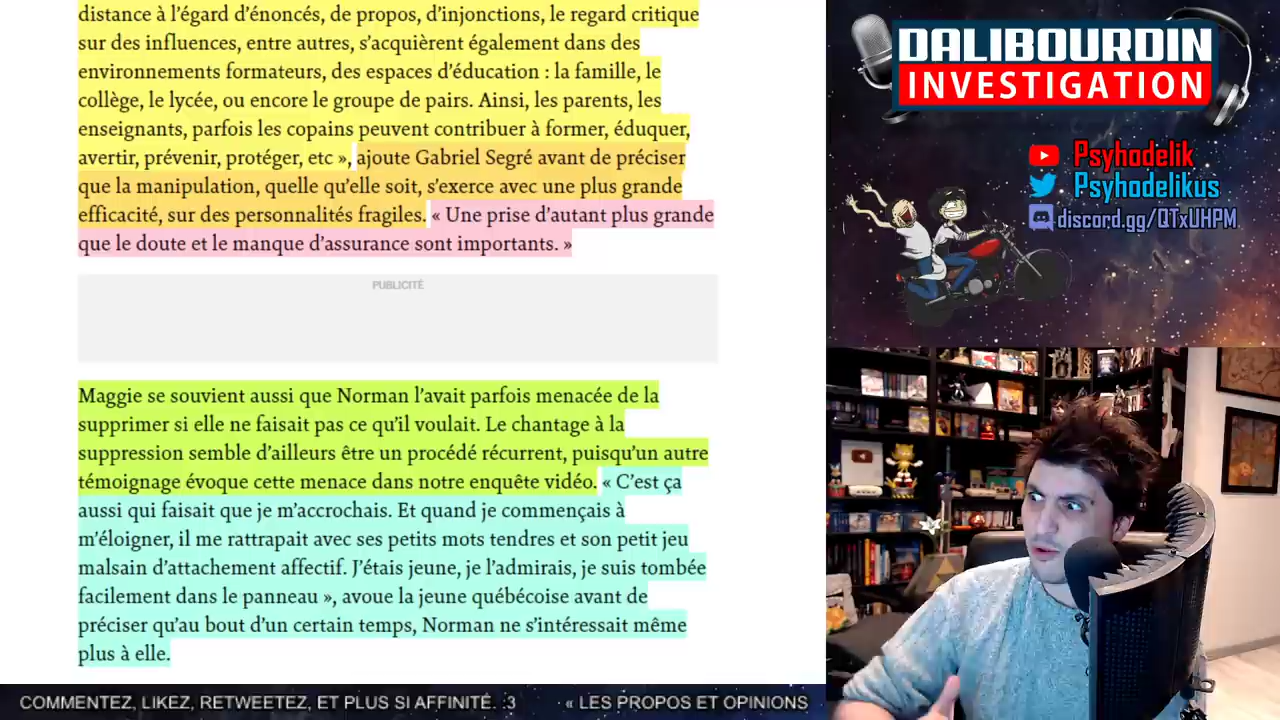 distance à l’égard d’énoncés, de propos, d’injonctions, le regard critique
sur des influences, entre autres, s’acquièrent également dans des
environnements formateurs, des espaces d’éducation : la famille, le
collège, le lycée, ou encore le groupe de pairs. Ainsi, les parents, les
enseignants, parfois les copains peuvent contribuer à former, éduquer,
avertir, prévenir, protéger, etc », ajoute Gabriel Segré avant de préciser
que la manipulation, quelle qu’elle soit, s’exerce avec une plus grande
efficacité, sur des personnalités fragiles. « Une prise d’autant plus grande
que le doute et le manque d’assurance sont importants. »
PUBLICITÉ
Maggie se souvient aussi que Norman l’avait parfois menacée de la
supprimer si elle ne faisait pas ce qu’il voulait. Le chantage à la
suppression semble d’ailleurs être un procédé récurrent, puisqu’un autre
témoignage évoque cette menace dans notre enquête vidéo. « C’est ça
aussi qui faisait que je m’accrochais. Et quand je commençais à
m’éloigner, il me rattrapait avec ses petits mots tendres et son petit jeu
malsain d’attachement affectif. J’étais jeune, je l’admirais, je suis tombée
facilement dans le panneau », avoue la jeune québécoise avant de
préciser qu’au bout d’un certain temps, Norman ne s’intéressait même
plus à elle.
DALIBOURDIN
INVESTIGATION
Psyhodelik
Psyhodelikus
discord.gg/QTxUHPM
COMMENTEZ, LIKEZ, RETWEETEZ, ET PLUS SI AFFINITÉ. :3 « LES PROPOS ET OPINIONS